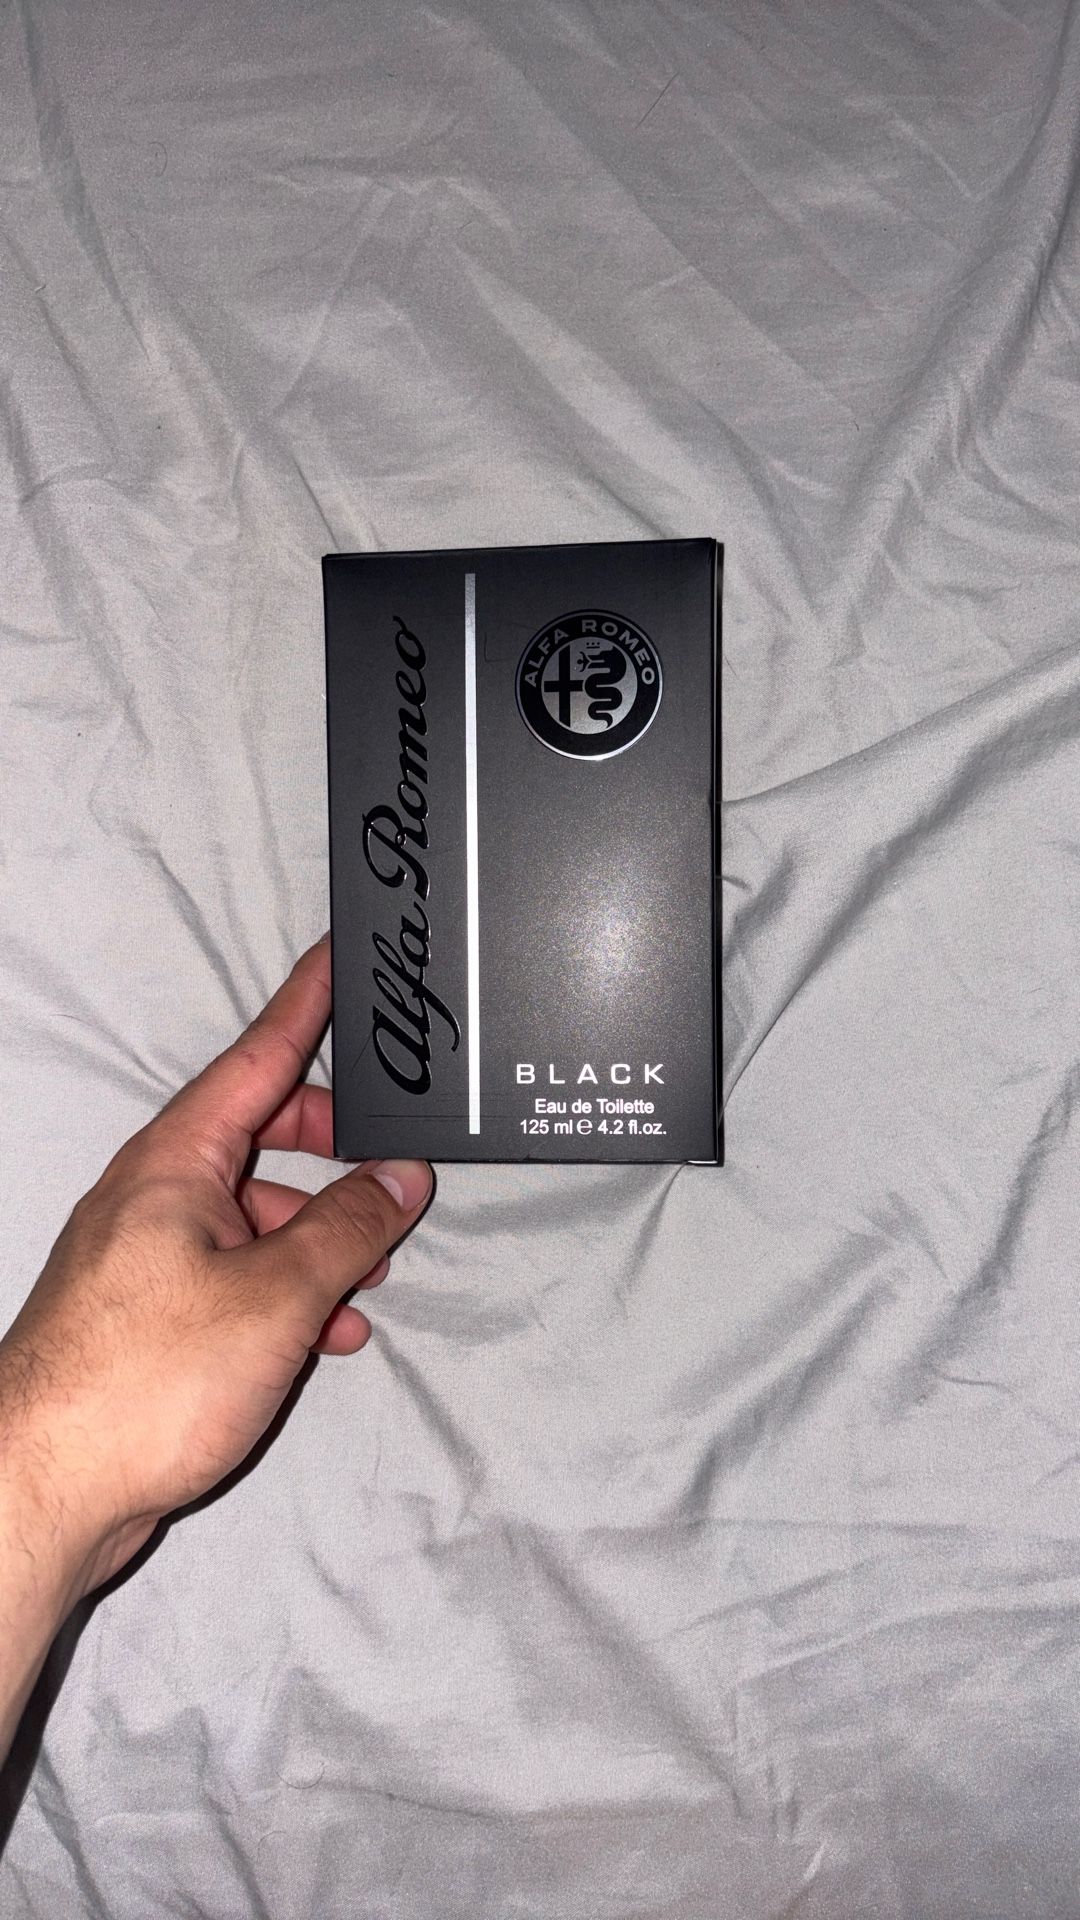 Alfa Romeo
ALFA ROMEO
BLACK
Eau de Toilette
125 ml ℮ 4.2 fl.oz.